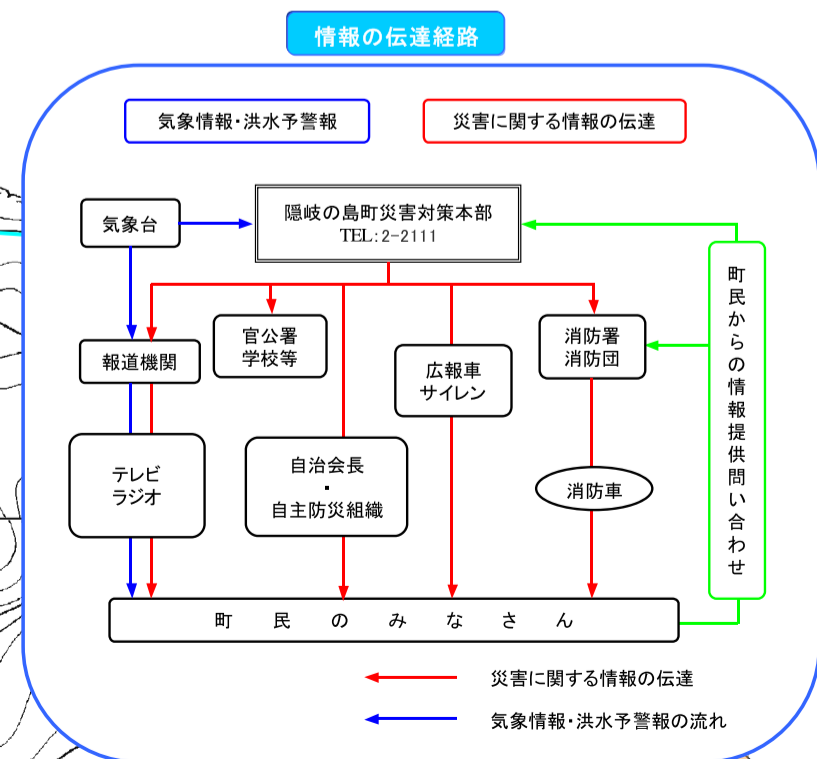 情報の伝達経路
気象情報・洪水予警報
災害に関する情報の伝達
気象台
隠岐の島町災害対策本部
TEL:2-2111
報道機関
官公署
学校等
広報車
サイレン
消防署
消防団
町民からの情報提供問い合わせ
テレビ
ラジオ
自治会長
・
自主防災組織
消防車
町民のみなさん
災害に関する情報の伝達
気象情報・洪水予警報の流れ